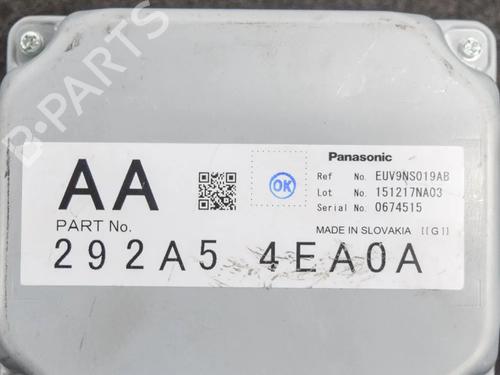 B-PARTS
AA
OK
Panasonic
Ref No. EUV9NS019AB
Lot No. 151217NA03
Serial No. 0674515
PART No.
MADE IN SLOVAKIA [[G]]
292A5 4EA0A